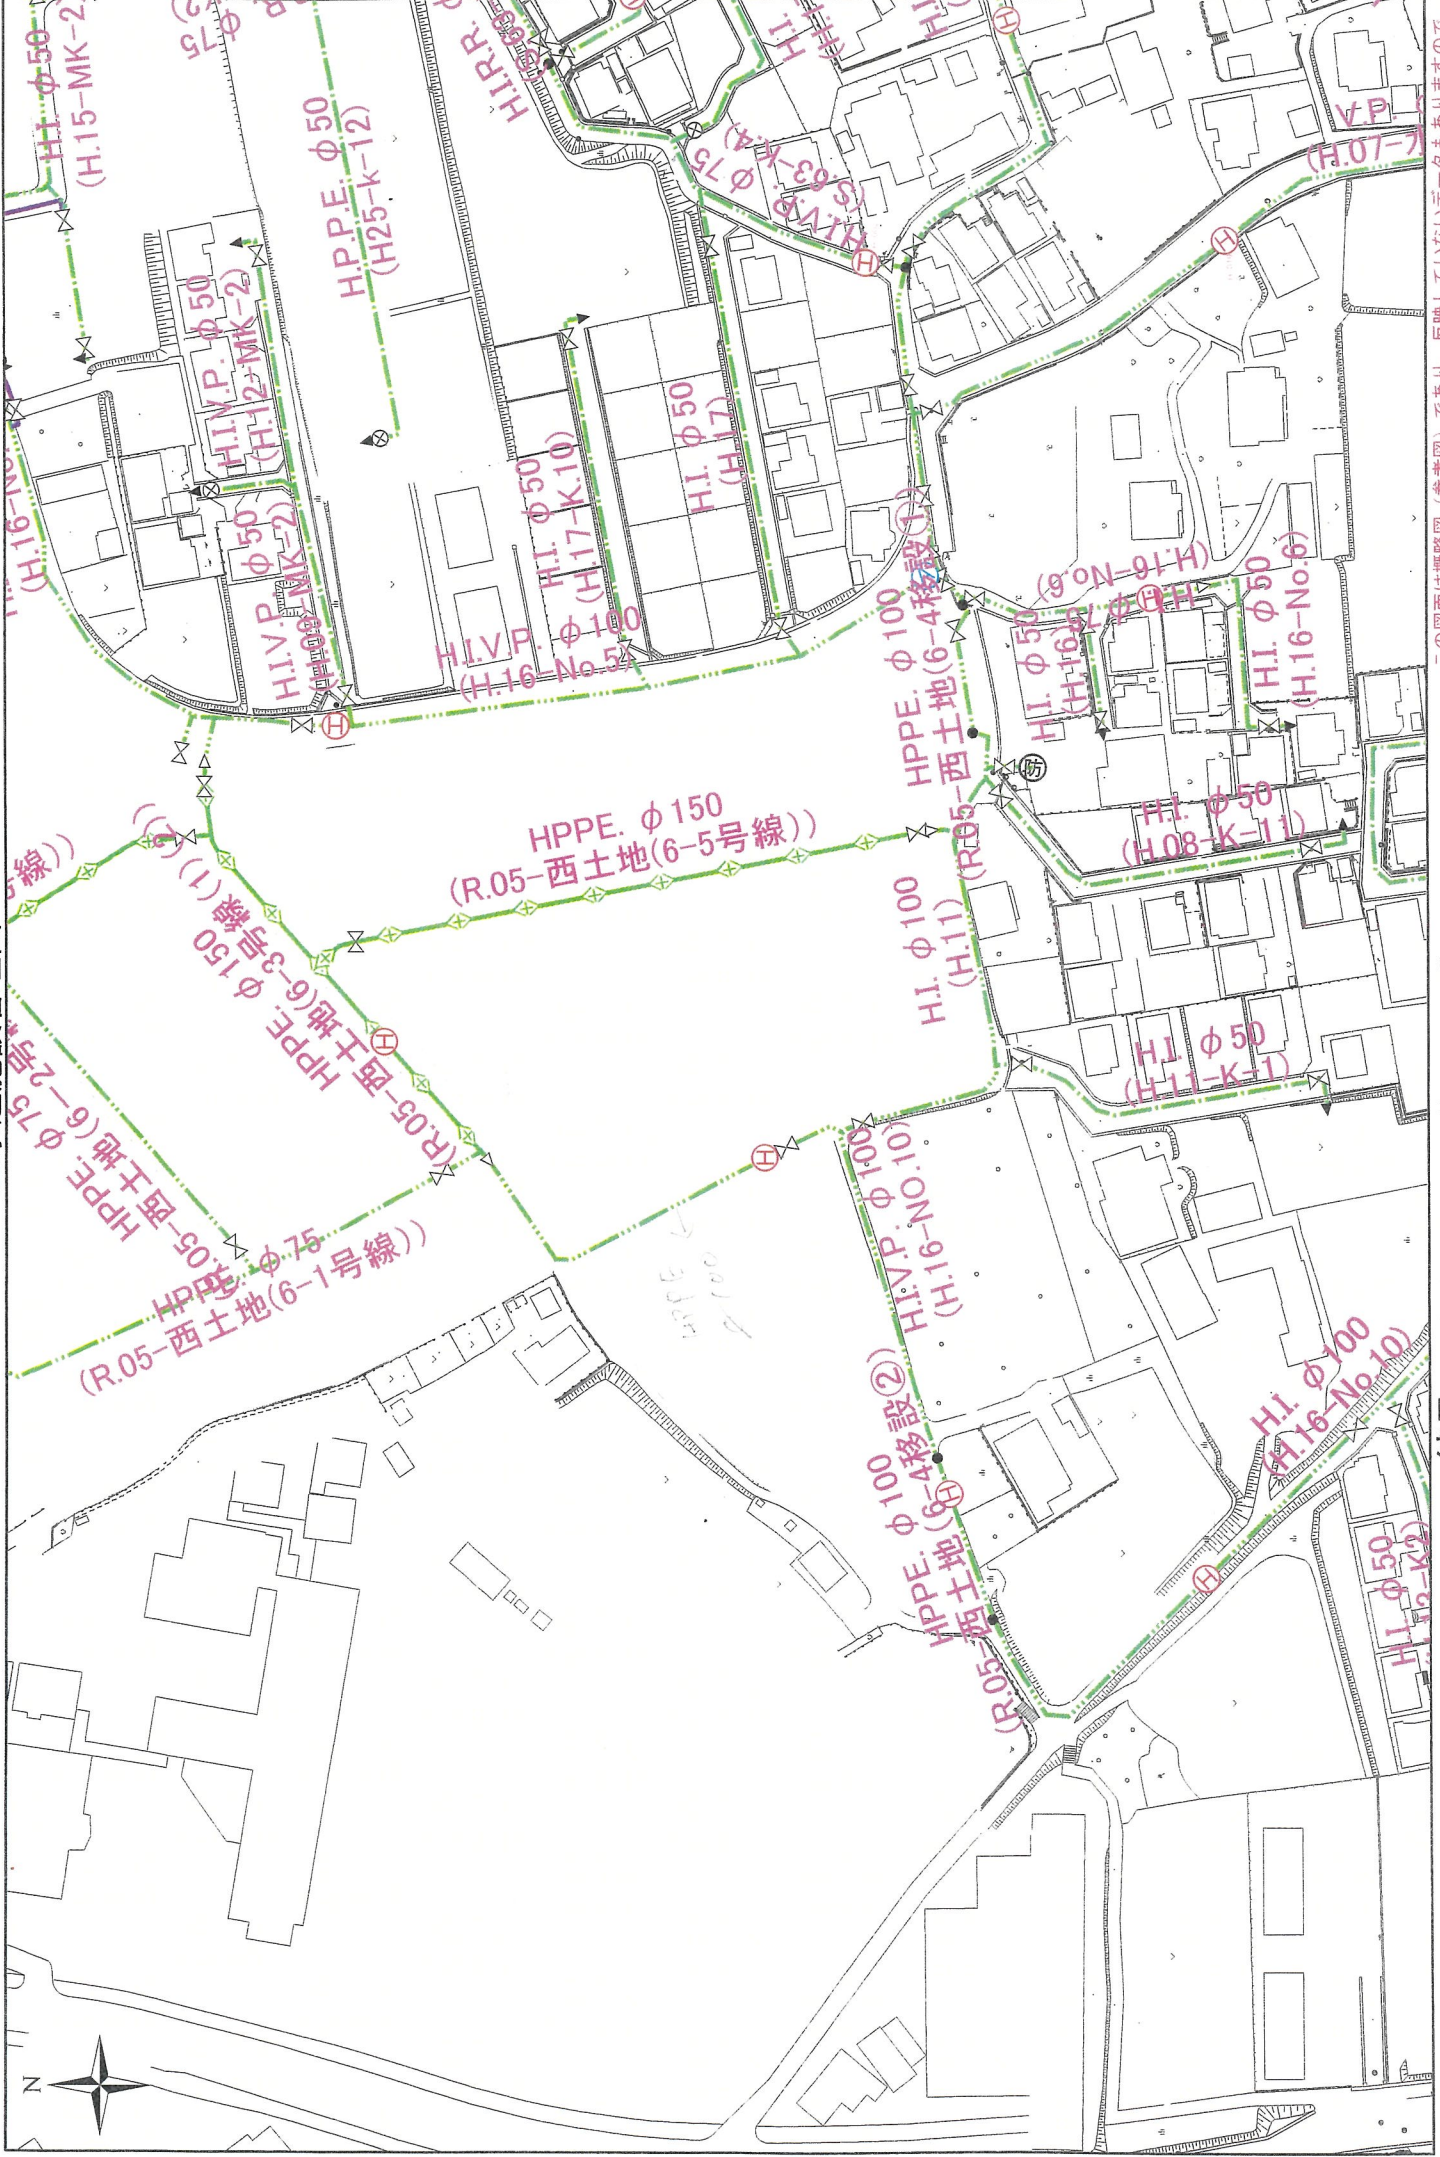 H.I. φ50
(H.15-MK-2)
φ75
H.P.P.E. φ50
(H25-k-12)
H.I.V.P. φ50
(H.12-MK-2)
H.I.V.P. φ50
H.I. φ50
(H.17-K.10)
H.I. φ50
(H.17)
H.I.V.P. φ75
(S.63-K.4)
H.I.V.P. φ100
(H.16-No.5)
V.P.
HPPE. φ100
(R.05-西土地(6-4移設①)
(H.16-No.6)
H.I. φ50
H.I. φ50
(H.16-No.6)
防
H.I. φ50
(H.08-K-11)
HPPE. φ150
(R.05-西土地(6-5号線))
号線))
HPPE. φ150
(R.05-西土地(6-3号線(1)(2))
H.I. φ100
(H.11)
H.I. φ50
(H.11-K-1)
HPPE. φ75
R.05-西土地(6-2号
HPPE. φ75
(R.05-西土地(6-1号線))
H.I.V.P. φ100
(H.16-NO.10)
HPPE. φ100
(R.05-西土地(6-4移設②)
H.I. φ100
(H.16-No.10)
H.I. φ50
N